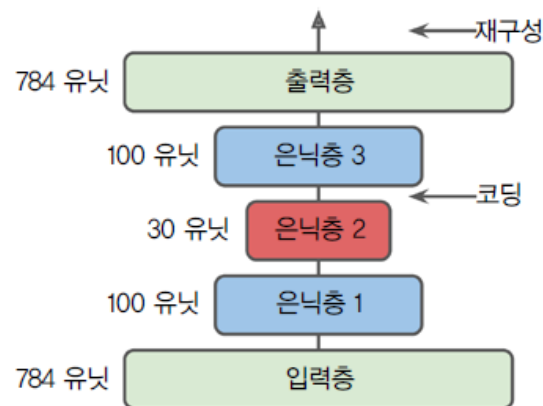 재구성
784 유닛 출력층
100 유닛 은닉층 3
코딩
30 유닛 은닉층 2
100 유닛 은닉층 1
784 유닛 입력층